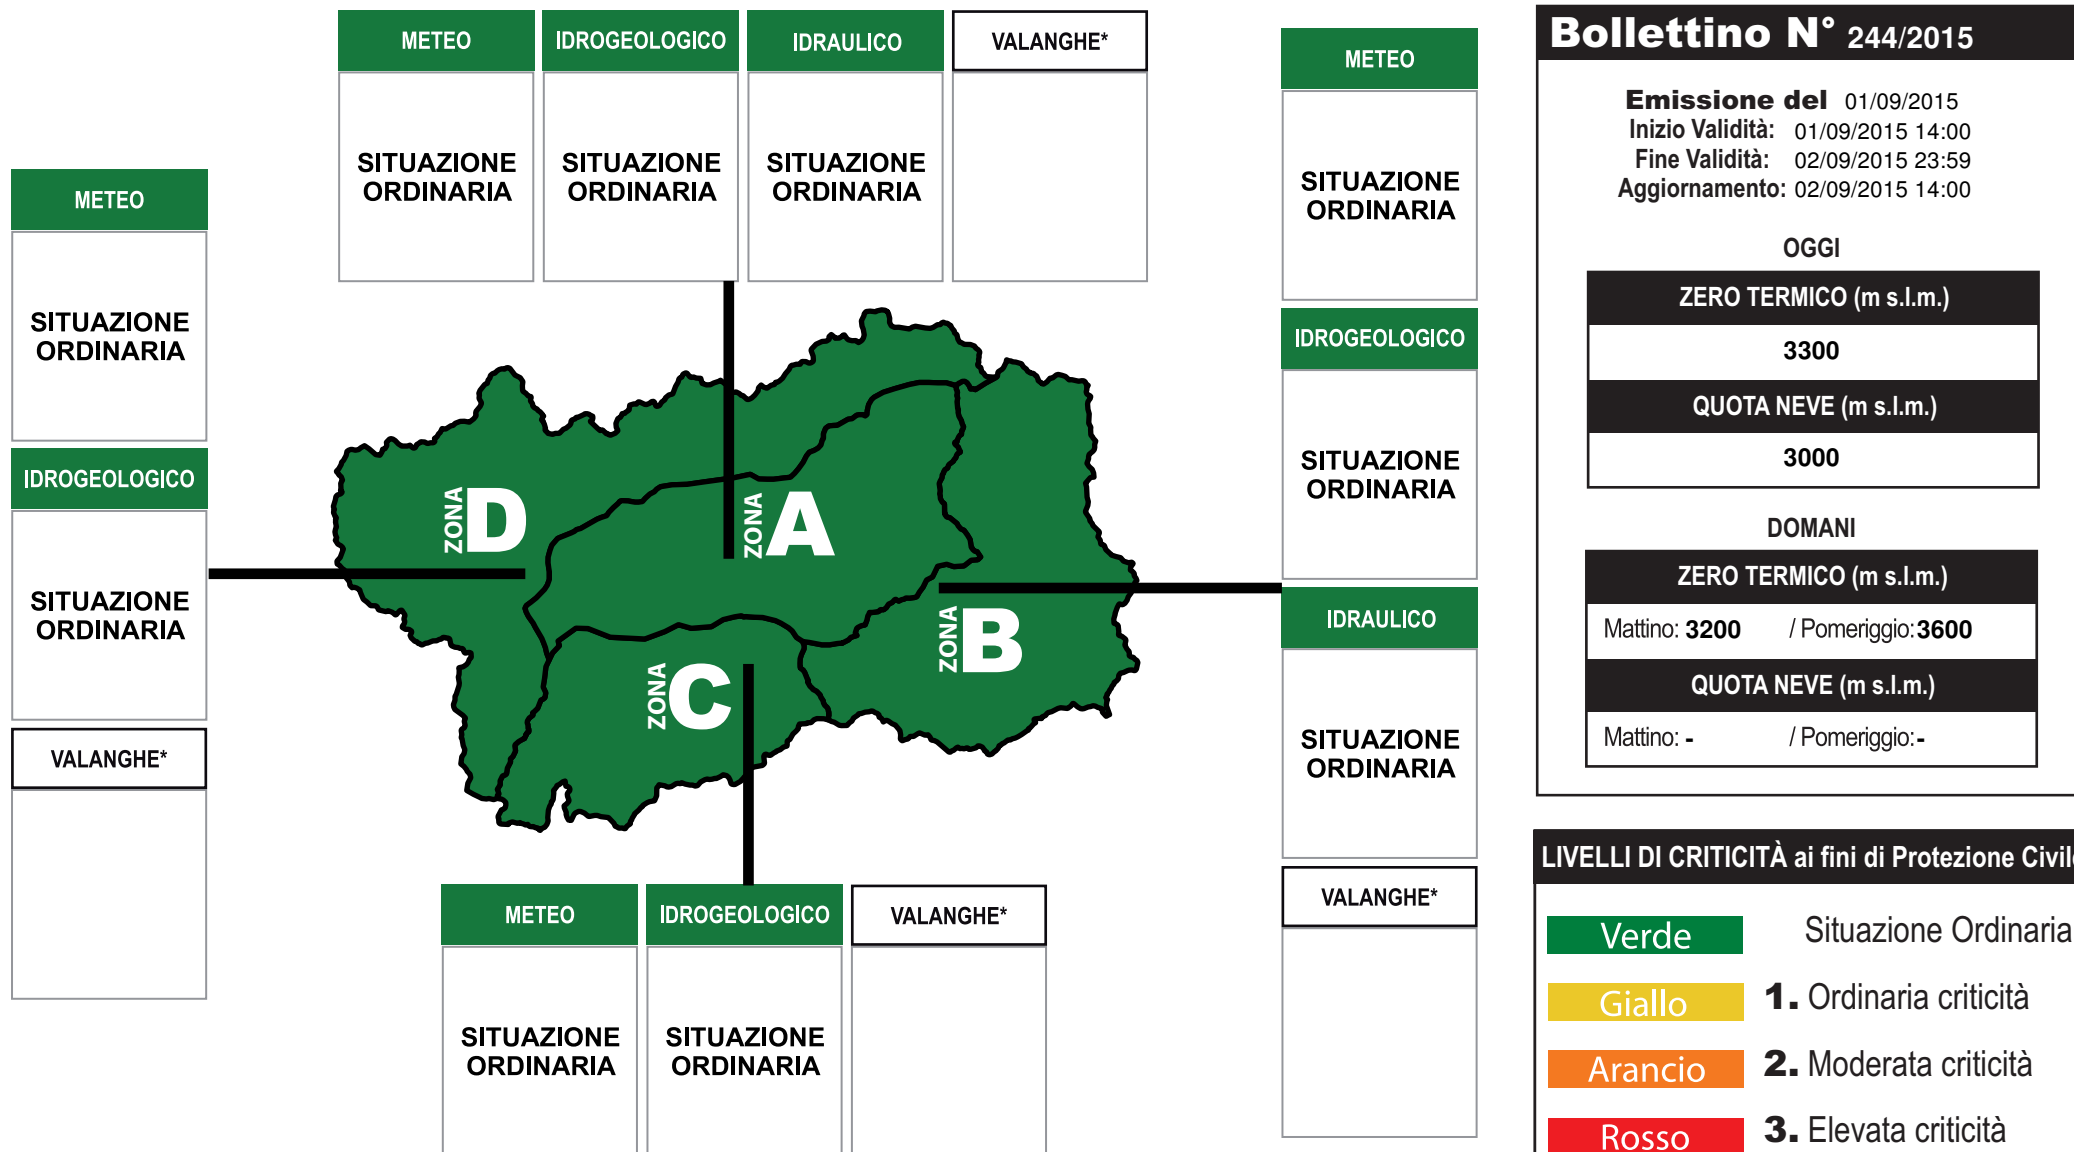 METEO
IDROGEOLOGICO
IDRAULICO
VALANGHE*
SITUAZIONE
ORDINARIA
SITUAZIONE
ORDINARIA
SITUAZIONE
ORDINARIA
METEO
SITUAZIONE
ORDINARIA
IDROGEOLOGICO
SITUAZIONE
ORDINARIA
VALANGHE*
ZONA D
ZONA A
ZONA B
ZONA C
METEO
SITUAZIONE
ORDINARIA
IDROGEOLOGICO
SITUAZIONE
ORDINARIA
IDRAULICO
SITUAZIONE
ORDINARIA
VALANGHE*
METEO
IDROGEOLOGICO
VALANGHE*
SITUAZIONE
ORDINARIA
SITUAZIONE
ORDINARIA
Bollettino N° 244/2015
Emissione del 01/09/2015
Inizio Validità: 01/09/2015 14:00
Fine Validità: 02/09/2015 23:59
Aggiornamento: 02/09/2015 14:00
OGGI
ZERO TERMICO (m s.l.m.)
3300
QUOTA NEVE (m s.l.m.)
3000
DOMANI
ZERO TERMICO (m s.l.m.)
Mattino: 3200 / Pomeriggio: 3600
QUOTA NEVE (m s.l.m.)
Mattino: - / Pomeriggio: -
LIVELLI DI CRITICITÀ ai fini di Protezione Civile
Verde Situazione Ordinaria
Giallo 1. Ordinaria criticità
Arancio 2. Moderata criticità
Rosso 3. Elevata criticità